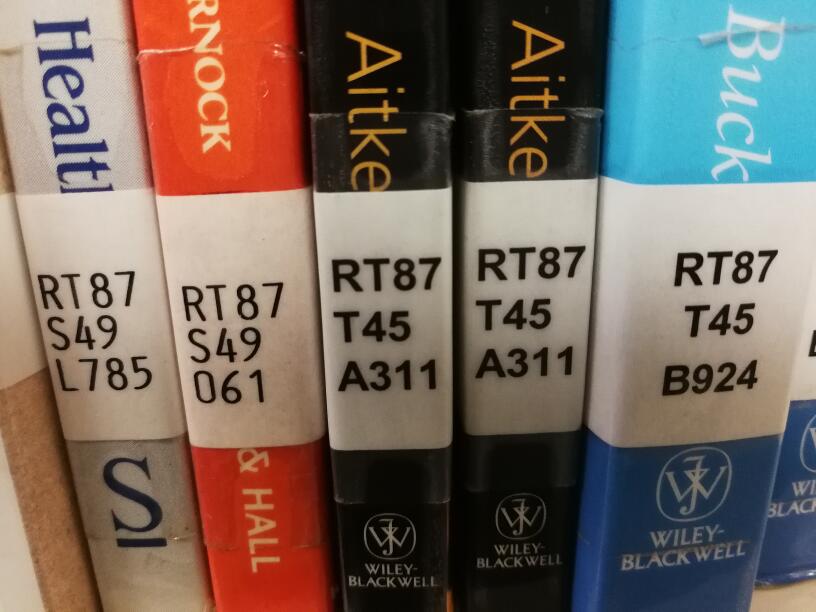 Healt
RT87
S49
L785
S
RNOCK
RT87
S49
O61
& HALL
Aitke
RT87
T45
A311
WILEY-
BLACKWELL
Aitke
RT87
T45
A311
WILEY-
BLACKWELL
Buck
RT87
T45
B924
WILEY-
BLACKWELL